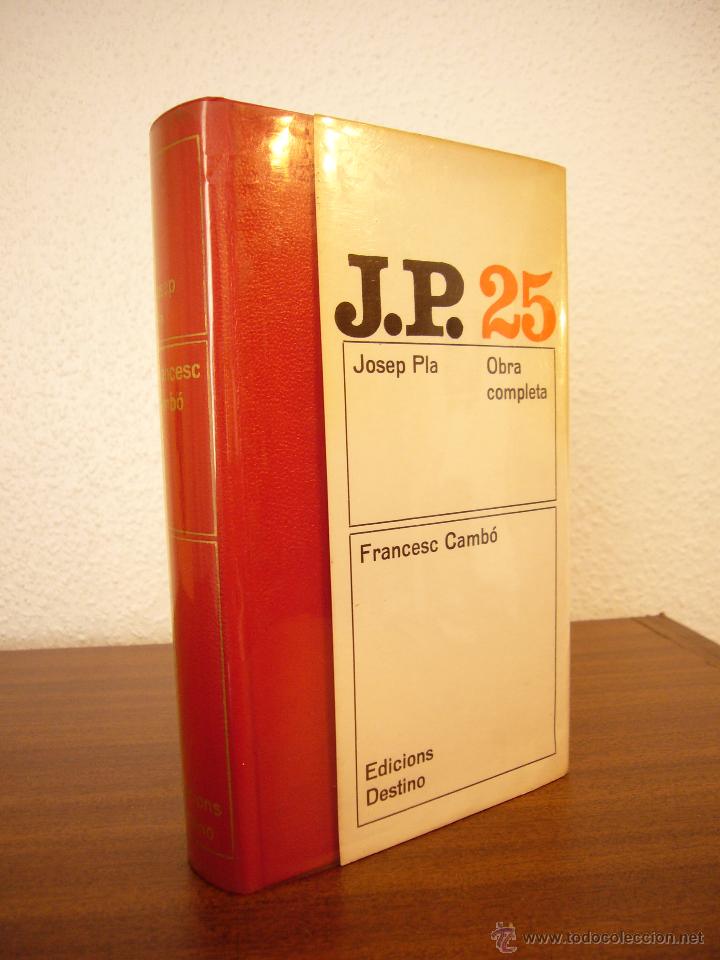 J.P. 25
Josep Pla Obra
completa
Francesc Cambó
Edicions
Destino
© www.todocoleccion.net